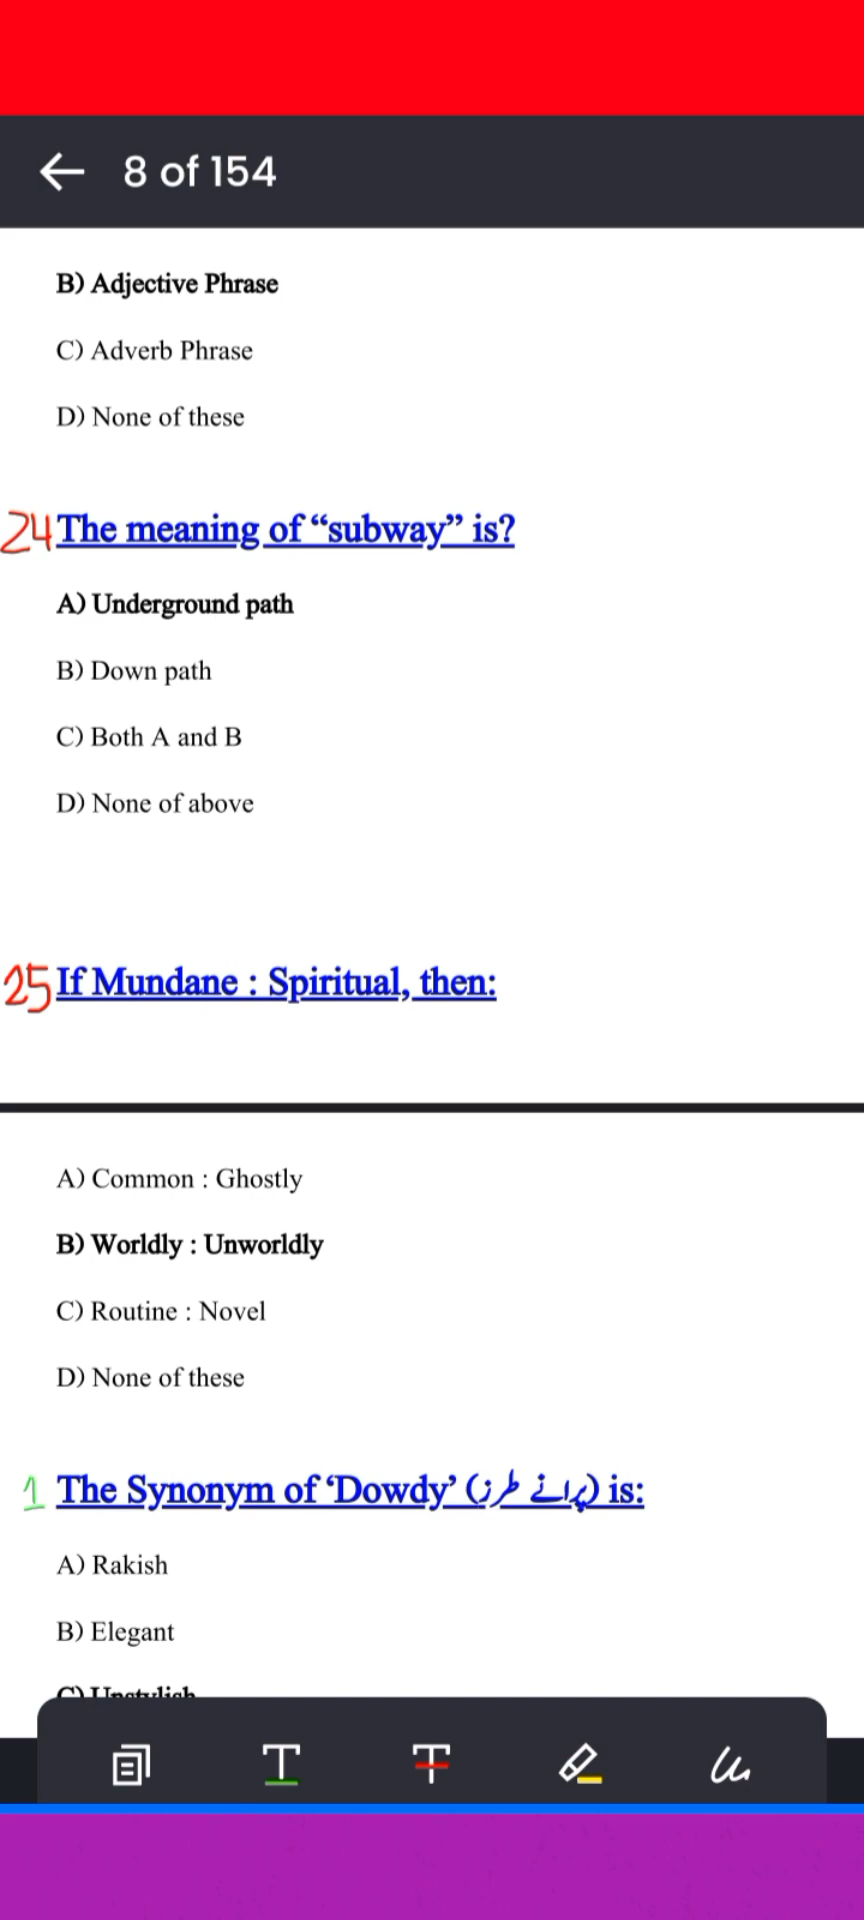 8 of 154
B) Adjective Phrase
C) Adverb Phrase
D) None of these
24 The meaning of “subway” is?
A) Underground path
B) Down path
C) Both A and B
D) None of above
25 If Mundane : Spiritual, then:
A) Common : Ghostly
B) Worldly : Unworldly
C) Routine : Novel
D) None of these
1 The Synonym of ‘Dowdy’ (پرانے طرز) is:
A) Rakish
B) Elegant
C) Unstylish